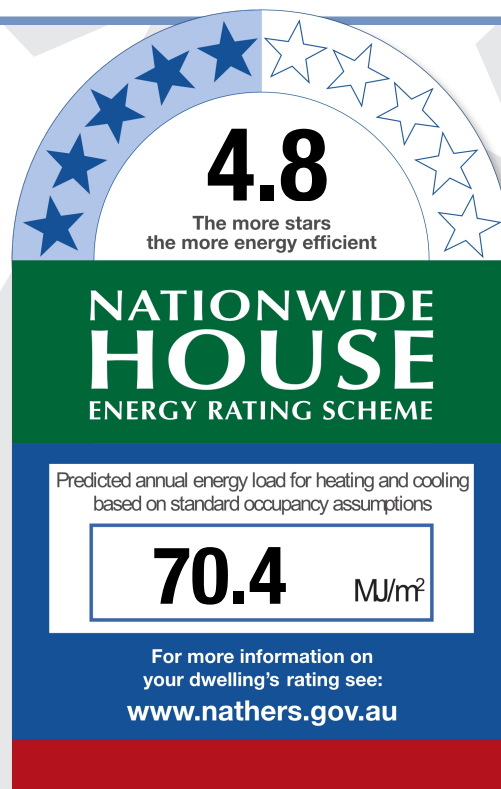 4.8
The more stars
the more energy efficient
NATIONWIDE
HOUSE
ENERGY RATING SCHEME
Predicted annual energy load for heating and cooling
based on standard occupancy assumptions
70.4 MJ/m²
For more information on
your dwelling's rating see:
www.nathers.gov.au